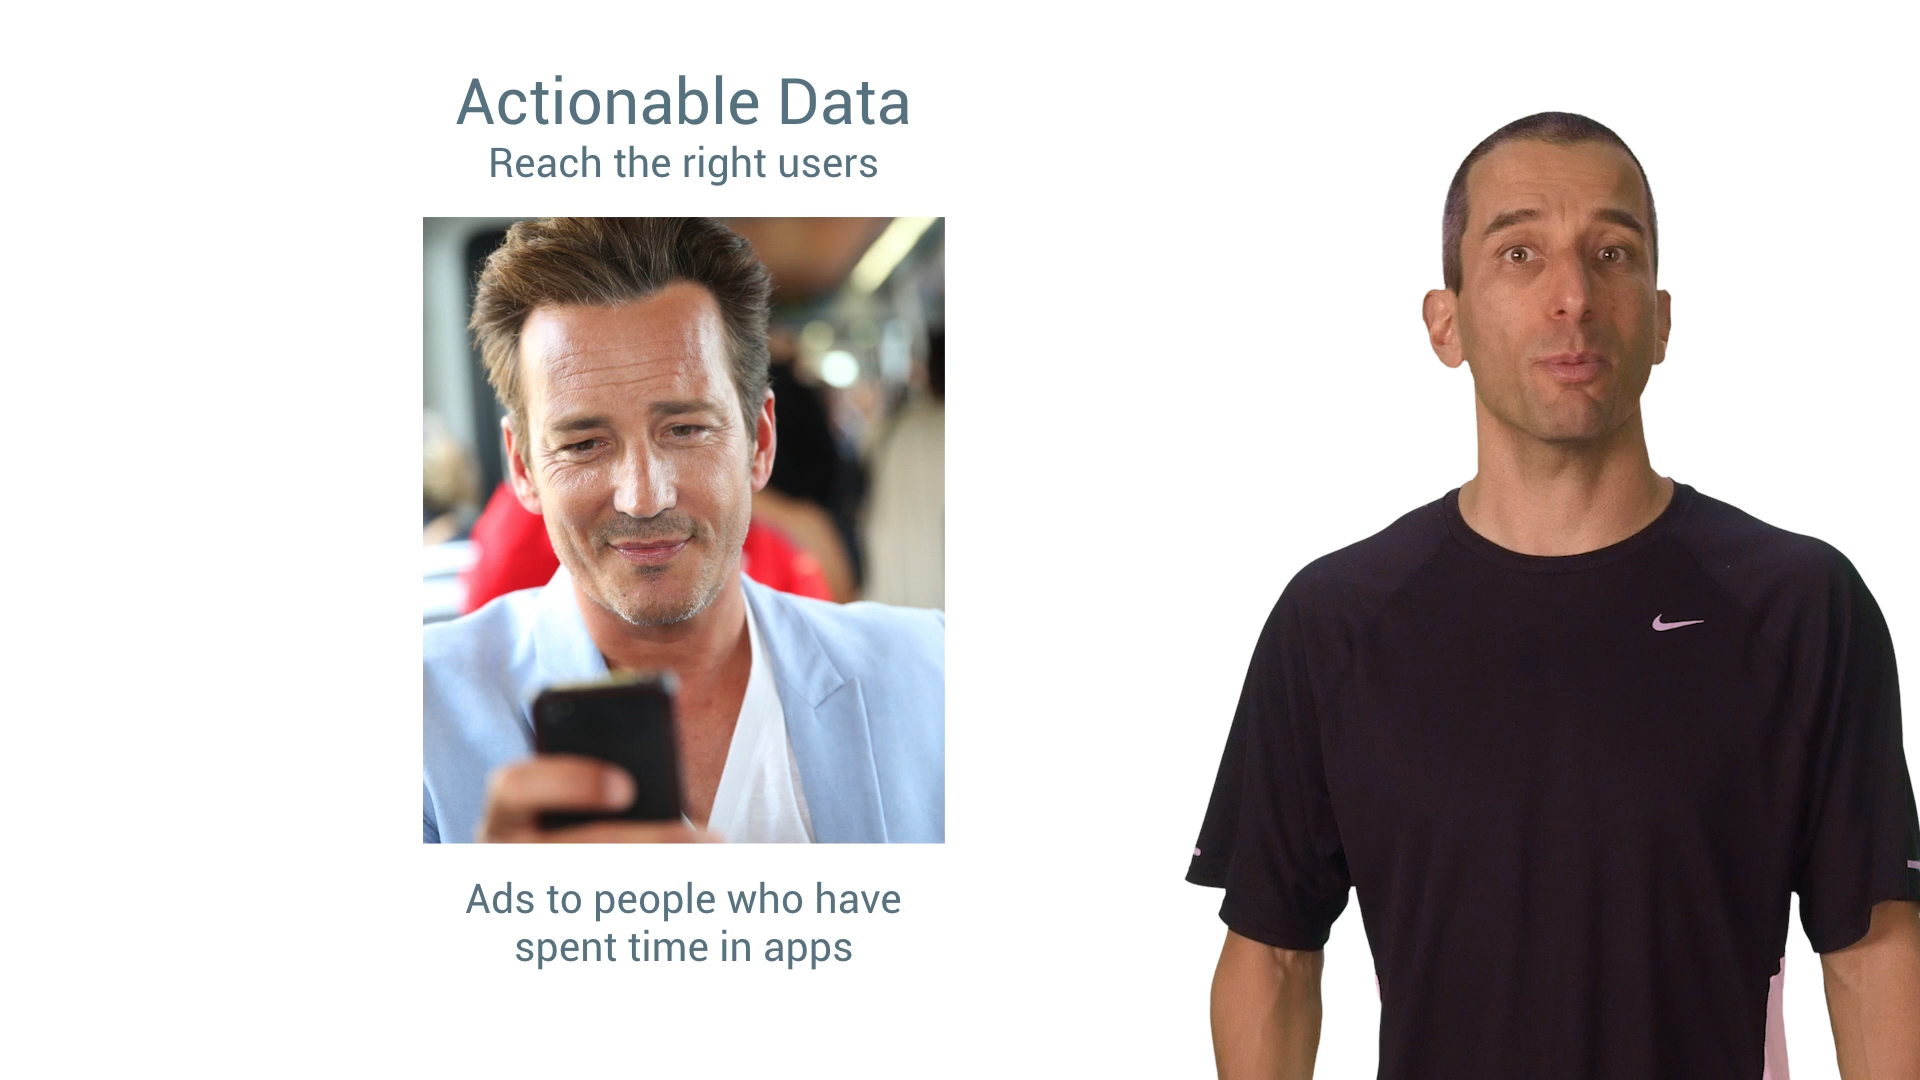 Actionable Data
Reach the right users
Ads to people who have
spent time in apps